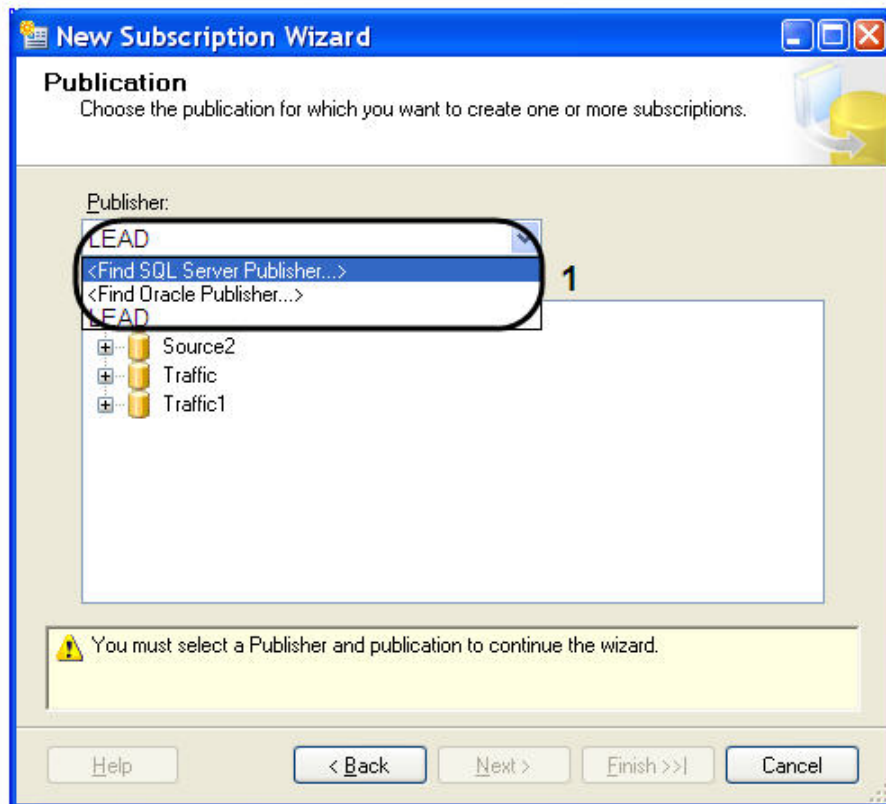 New Subscription Wizard
Publication
Choose the publication for which you want to create one or more subscriptions.
Publisher:
LEAD
<Find SQL Server Publisher...>
1
<Find Oracle Publisher...>
LEAD
Source2
Traffic
Traffic1
You must select a Publisher and publication to continue the wizard.
Help
< Back
Next >
Finish >>|
Cancel